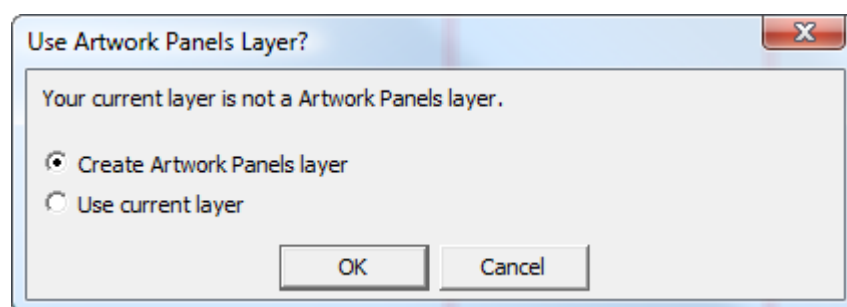 Use Artwork Panels Layer?
Your current layer is not a Artwork Panels layer.
Create Artwork Panels layer
Use current layer
OK Cancel